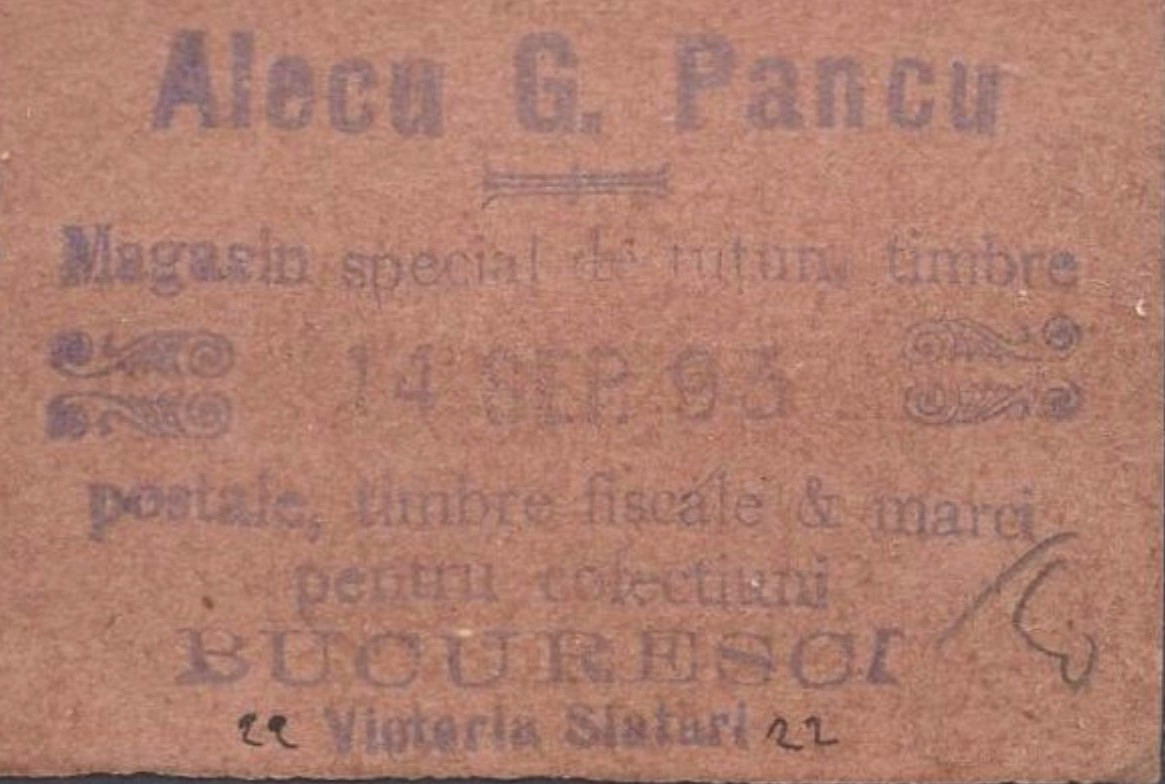 Alecu G. Pancu
Magasin special de tutun, timbre
14 SEP. 93
postale, timbre fiscale & marci
pentru colectiuni
BUCURESCI
22 Victoria Slatari 22